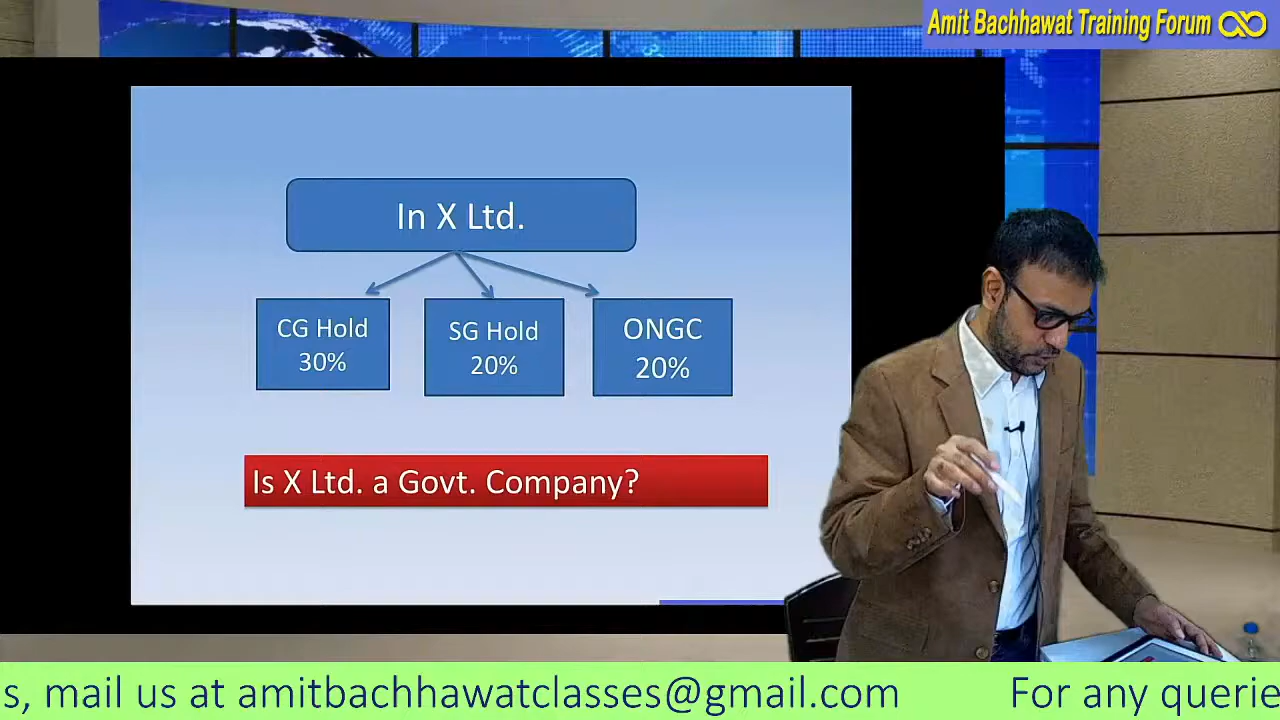 Amit Bachhawat Training Forum
In X Ltd.
CG Hold
30%
SG Hold
20%
ONGC
20%
Is X Ltd. a Govt. Company?
s, mail us at amitbachhawatclasses@gmail.com For any querie